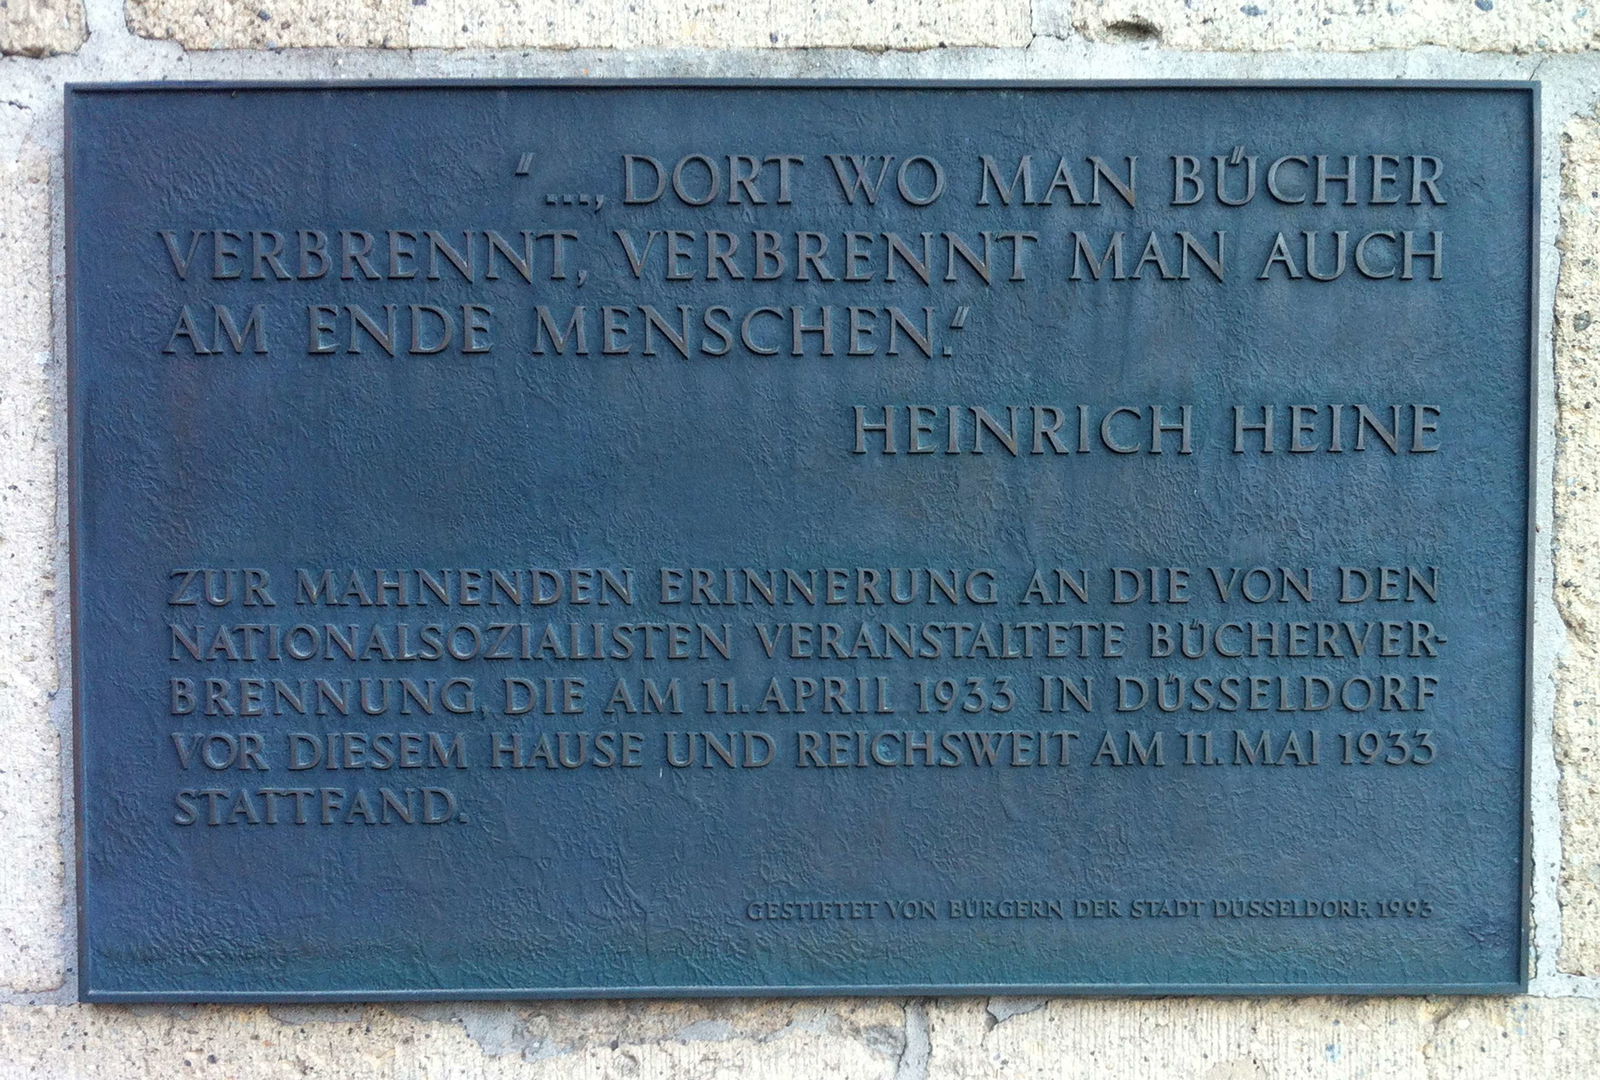 "..., DORT WO MAN BÜCHER
VERBRENNT, VERBRENNT MAN AUCH
AM ENDE MENSCHEN."
HEINRICH HEINE
ZUR MAHNENDEN ERINNERUNG AN DIE VON DEN
NATIONALSOZIALISTEN VERANSTALTETE BÜCHERVER-
BRENNUNG, DIE AM 11. APRIL 1933 IN DÜSSELDORF
VOR DIESEM HAUSE UND REICHSWEIT AM 11. MAI 1933
STATTFAND.
GESTIFTET VON BÜRGERN DER STADT DÜSSELDORF, 1993